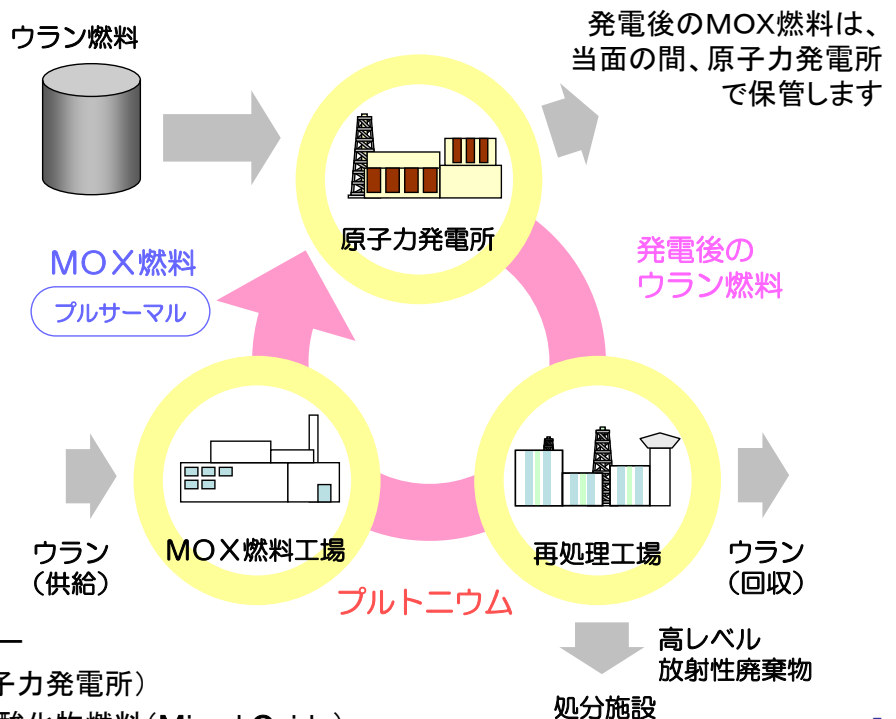 ウラン燃料
発電後のMOX燃料は、
当面の間、原子力発電所
で保管します
原子力発電所
MOX燃料
プルサーマル
発電後の
ウラン燃料
MOX燃料工場
再処理工場
ウラン
（供給）
ウラン
（回収）
プルトニウム
高レベル
放射性廃棄物
処分施設
子力発電所）